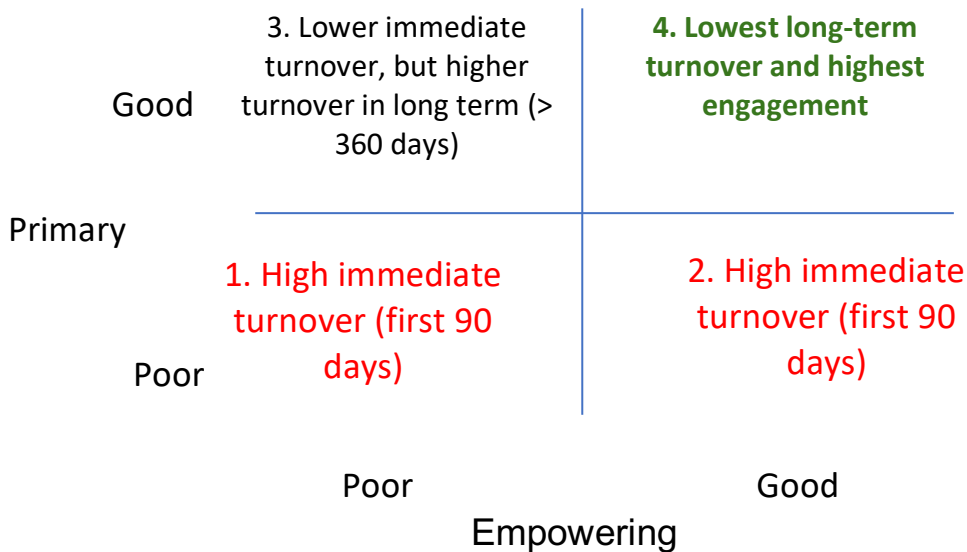 3. Lower immediate
turnover, but higher
turnover in long term (>
360 days)
4. Lowest long-term
turnover and highest
engagement
Good
Primary
1. High immediate
turnover (first 90
days)
2. High immediate
turnover (first 90
days)
Poor
Poor
Good
Empowering